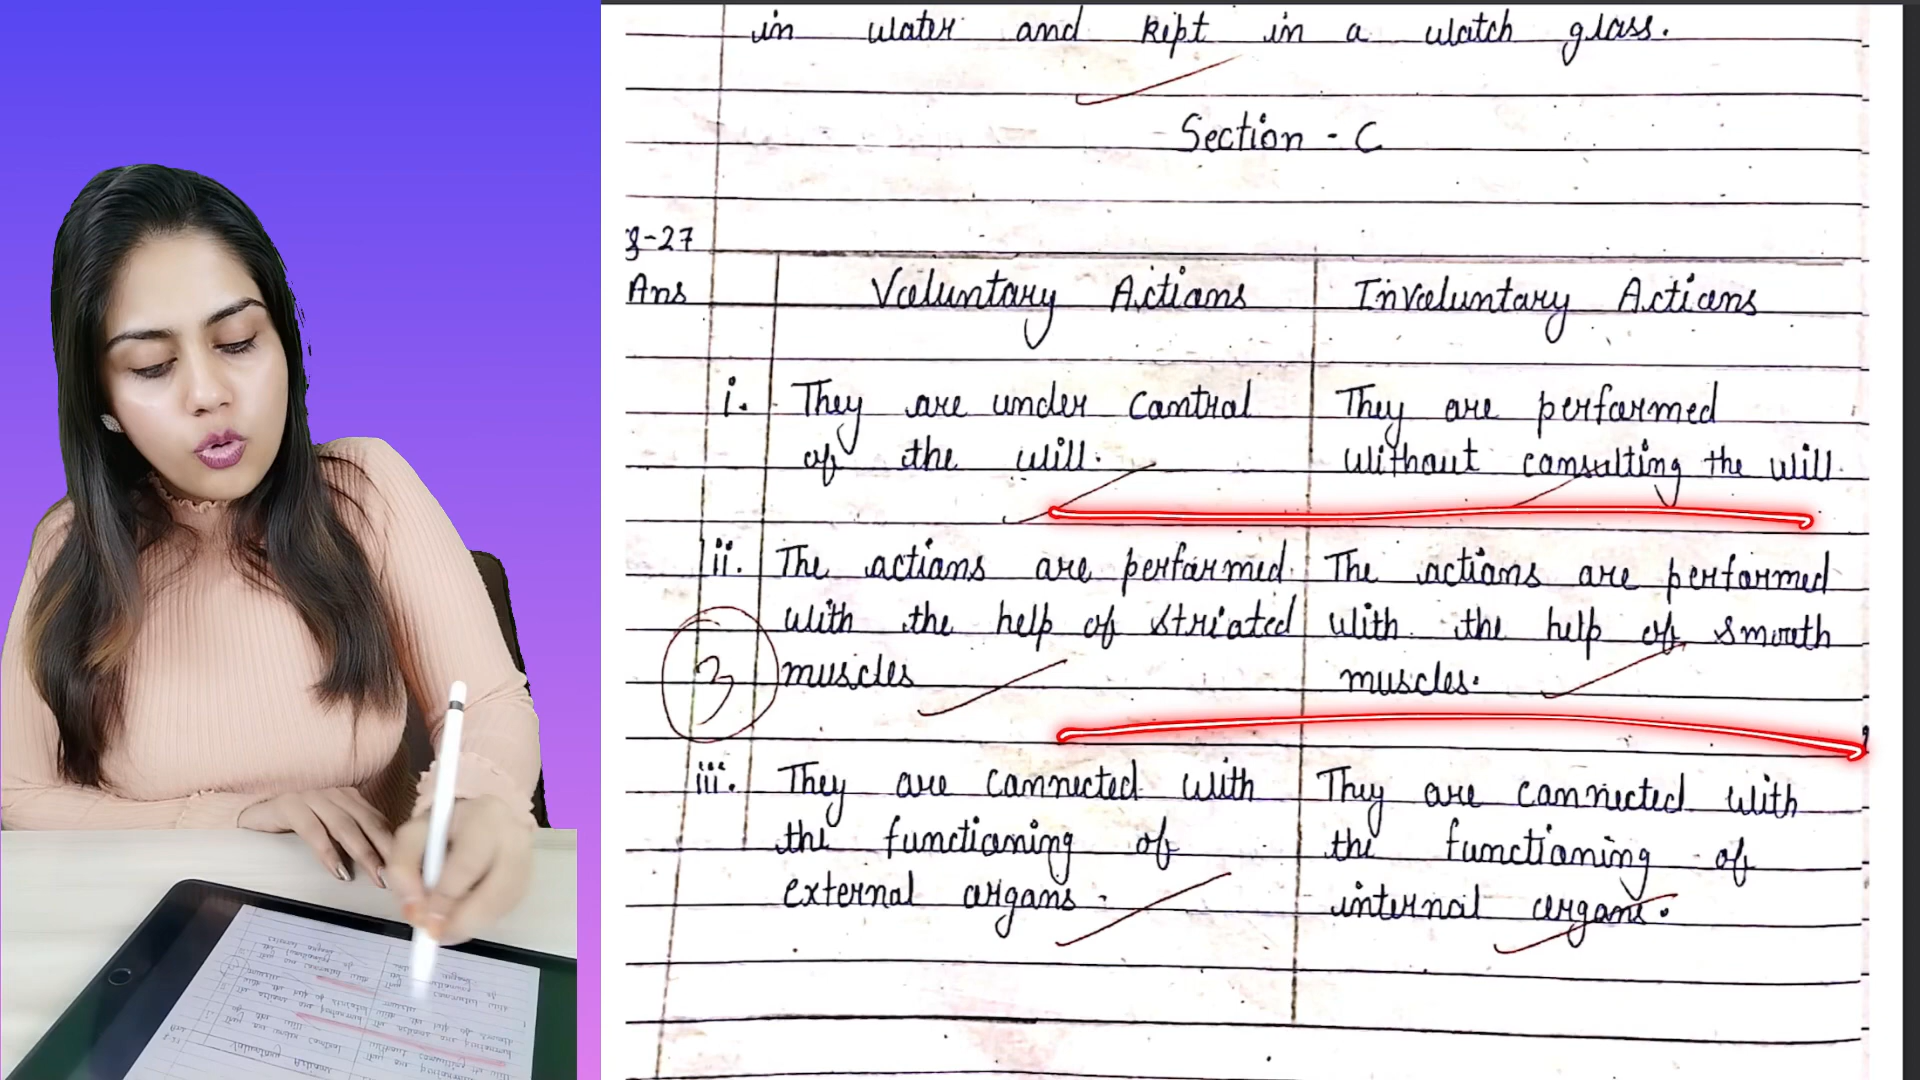 in water and kept in a watch glass.
Section - C
Q-27
Ans Voluntary Actions Involuntary Actions
i. They are under control They are performed
of the will. without consulting the will.
ii. The actions are performed The actions are performed
with the help of striated with the help of smooth
muscles muscles.
3
iii. They are connected with They are connected with
the functioning of the functioning of
external organs. internal organs.